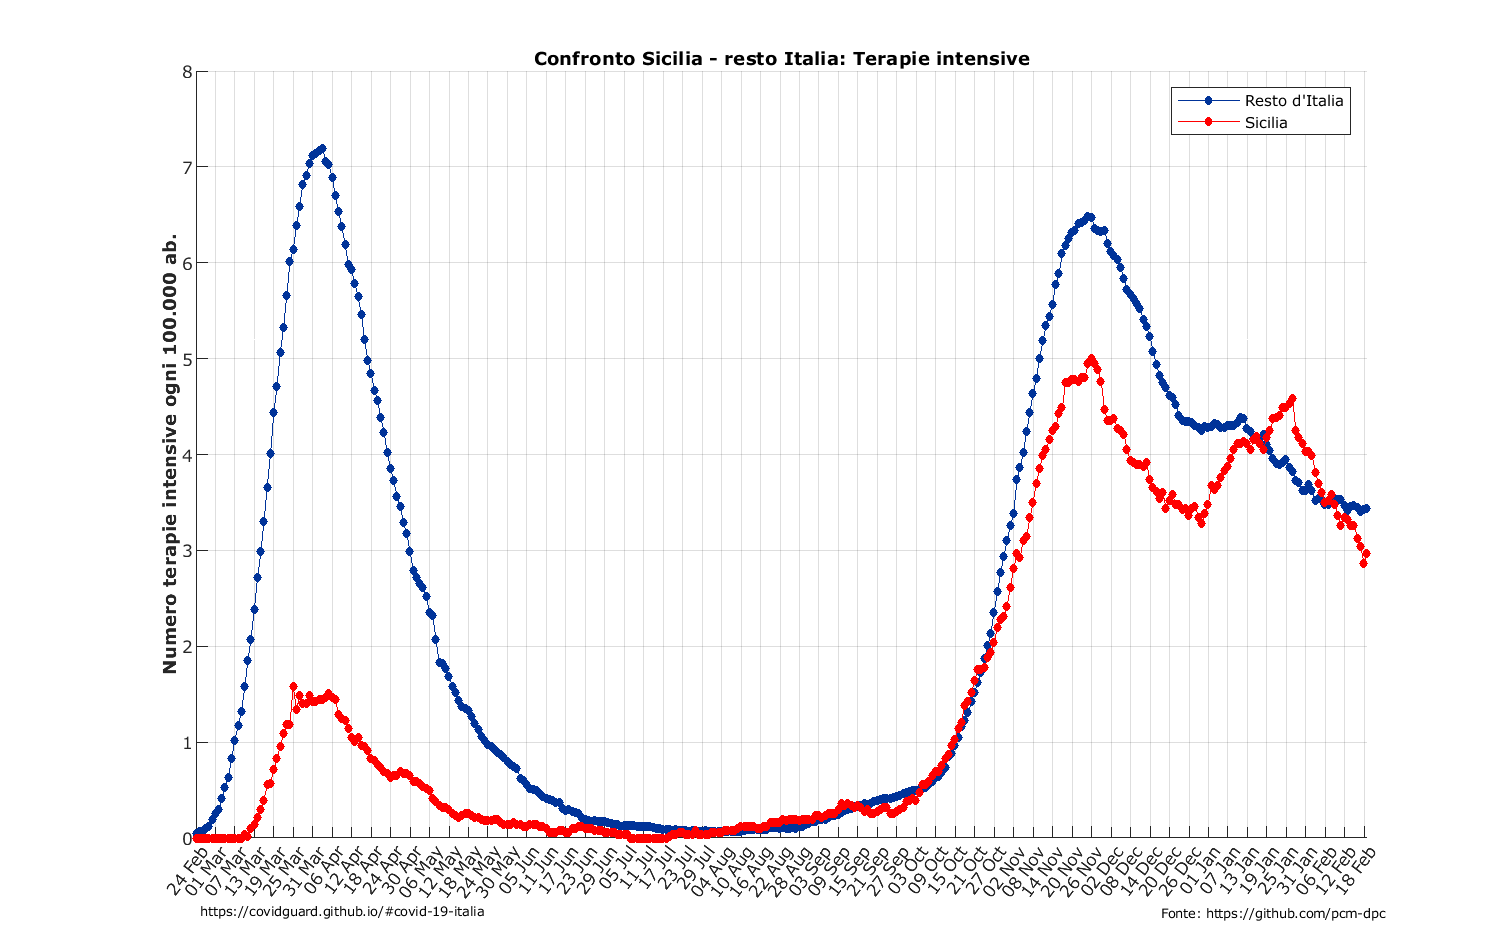 Confronto Sicilia - resto Italia: Terapie intensive
Resto d'Italia
Sicilia
Numero terapie intensive ogni 100.000 ab.
8
7
6
5
4
3
2
1
0
24 Feb
01 Mar
07 Mar
13 Mar
19 Mar
25 Mar
31 Mar
06 Apr
12 Apr
18 Apr
24 Apr
30 Apr
06 May
12 May
18 May
24 May
30 May
05 Jun
11 Jun
17 Jun
23 Jun
29 Jun
05 Jul
11 Jul
17 Jul
23 Jul
29 Jul
04 Aug
10 Aug
16 Aug
22 Aug
28 Aug
03 Sep
09 Sep
15 Sep
21 Sep
27 Sep
03 Oct
09 Oct
15 Oct
21 Oct
27 Oct
02 Nov
08 Nov
14 Nov
20 Nov
26 Nov
02 Dec
08 Dec
14 Dec
20 Dec
26 Dec
01 Jan
07 Jan
13 Jan
19 Jan
25 Jan
31 Jan
06 Feb
12 Feb
18 Feb
https://covidguard.github.io/#covid-19-italia
Fonte: https://github.com/pcm-dpc